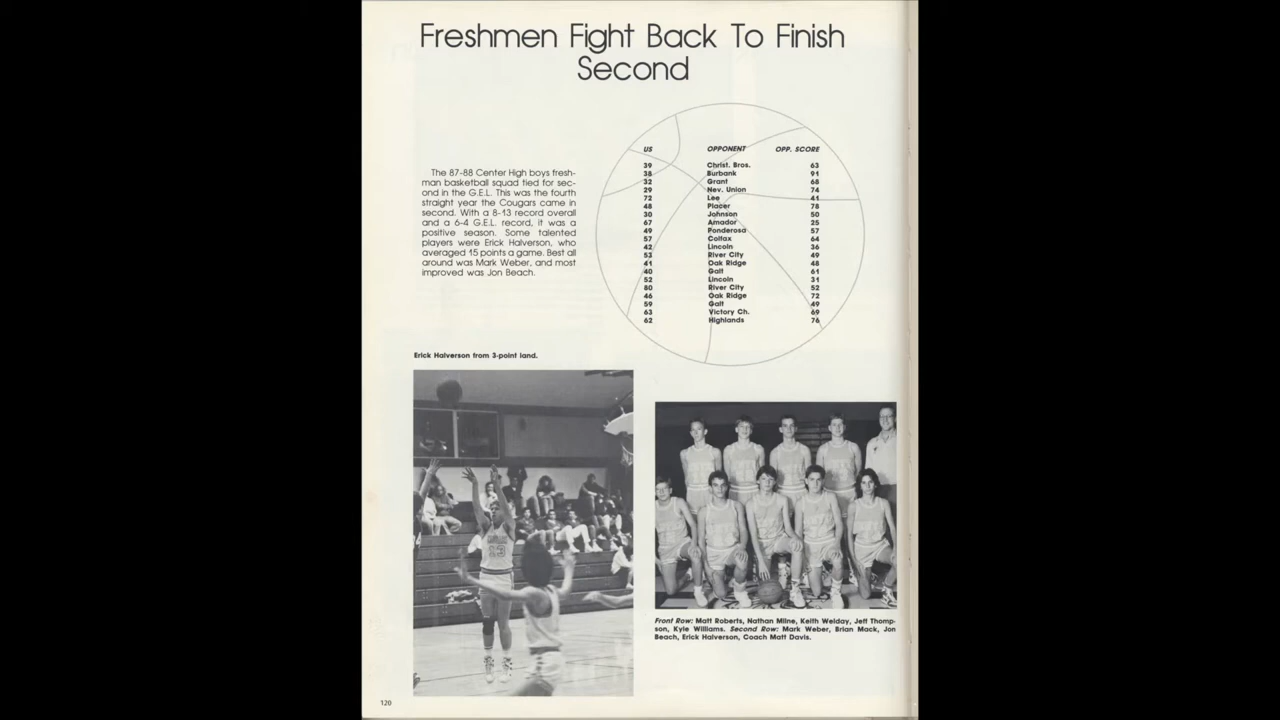 Freshmen Fight Back To Finish
Second
The 87-88 Center High boys fresh-
man basketball squad tied for sec-
ond in the G.E.L. This was the fourth
straight year the Cougars came in
second. With a 8-13 record overall
and a 6-4 G.E.L. record, it was a
positive season. Some talented
players were Erick Halverson, who
averaged 15 points a game. Best all
around was Mark Weber, and most
improved was Jon Beach.
US OPPONENT OPP. SCORE
39 Christ. Bros. 63
38 Burbank 91
32 Grant 68
29 Nev. Union 74
72 Lee 41
48 Placer 78
30 Johnson 50
67 Amador 25
49 Ponderosa 57
57 Colfax 64
42 Lincoln 36
53 River City 49
41 Oak Ridge 48
40 Galt 61
52 Lincoln 31
80 River City 52
46 Oak Ridge 72
59 Galt 49
63 Victory Ch. 69
62 Highlands 76
Erick Halverson from 3-point land.
Front Row: Matt Roberts, Nathan Milne, Keith Welday, Jeff Thomp-
son, Kyle Williams. Second Row: Mark Weber, Brian Mack, Jon
Beach, Erick Halverson, Coach Matt Davis.
120